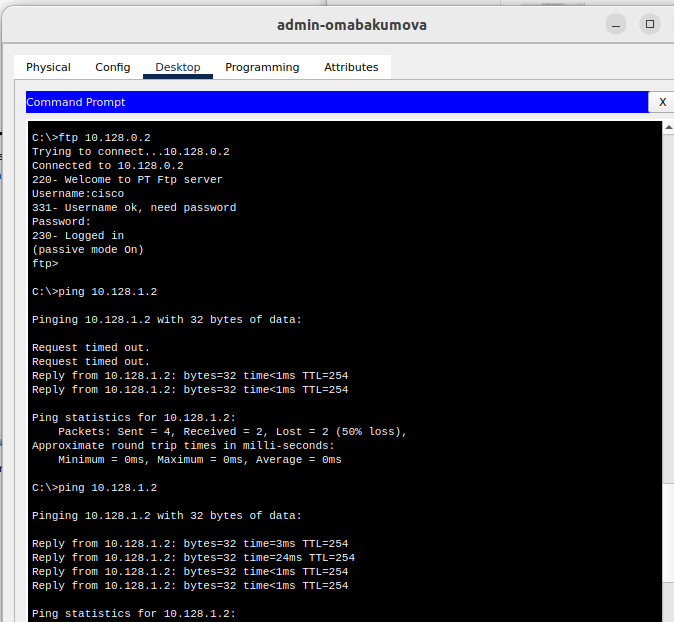 admin-omabakumova
Physical Config Desktop Programming Attributes
Command Prompt
X
C:\>ftp 10.128.0.2
Trying to connect...10.128.0.2
Connected to 10.128.0.2
220- Welcome to PT Ftp server
Username:cisco
331- Username ok, need password
Password:
230- Logged in
(passive mode On)
ftp>
C:\>ping 10.128.1.2
Pinging 10.128.1.2 with 32 bytes of data:
Request timed out.
Request timed out.
Reply from 10.128.1.2: bytes=32 time<1ms TTL=254
Reply from 10.128.1.2: bytes=32 time<1ms TTL=254
Ping statistics for 10.128.1.2:
Packets: Sent = 4, Received = 2, Lost = 2 (50% loss),
Approximate round trip times in milli-seconds:
Minimum = 0ms, Maximum = 0ms, Average = 0ms
C:\>ping 10.128.1.2
Pinging 10.128.1.2 with 32 bytes of data:
Reply from 10.128.1.2: bytes=32 time=3ms TTL=254
Reply from 10.128.1.2: bytes=32 time=24ms TTL=254
Reply from 10.128.1.2: bytes=32 time<1ms TTL=254
Reply from 10.128.1.2: bytes=32 time<1ms TTL=254
Ping statistics for 10.128.1.2: